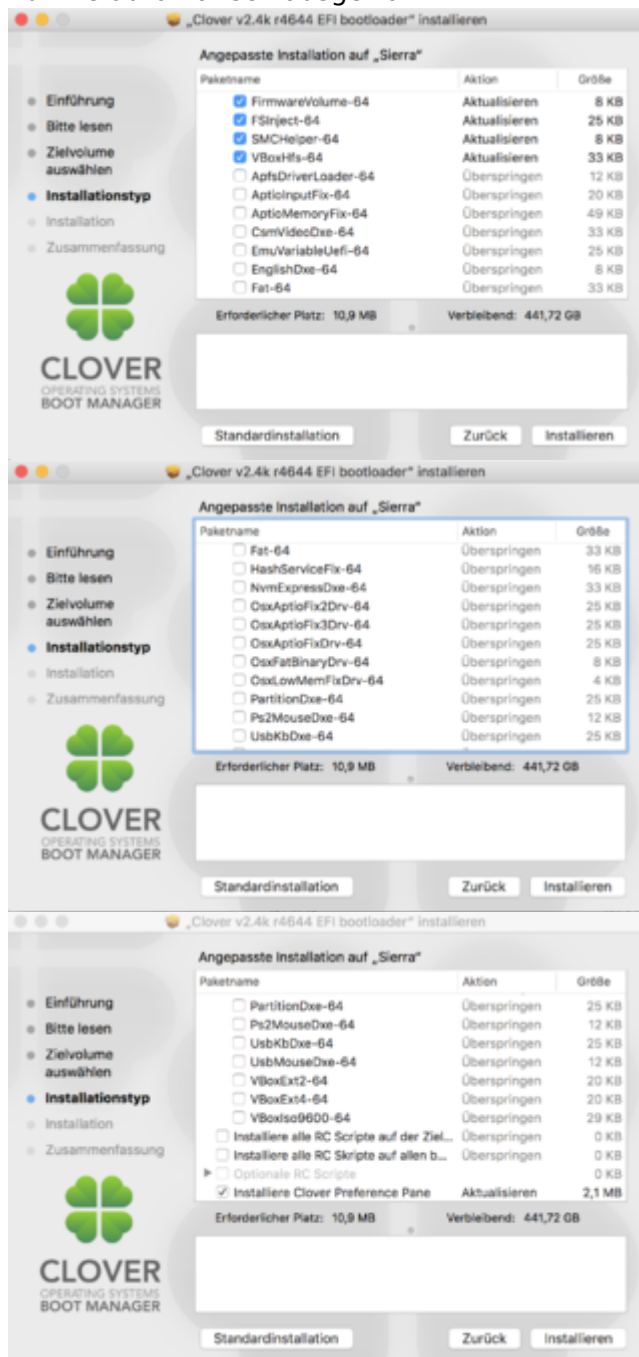 „Clover v2.4k r4644 EFI bootloader“ installieren
Angepasste Installation auf „Sierra“
Paketname Aktion Größe
FirmwareVolume-64 Aktualisieren 8 KB
FSInject-64 Aktualisieren 25 KB
SMCHelper-64 Aktualisieren 8 KB
VBoxHfs-64 Aktualisieren 33 KB
ApfsDriverLoader-64 Überspringen 12 KB
AptioInputFix-64 Überspringen 20 KB
AptioMemoryFix-64 Überspringen 49 KB
CsmVideoDxe-64 Überspringen 33 KB
EmuVariableUefi-64 Überspringen 25 KB
EnglishDxe-64 Überspringen 8 KB
Fat-64 Überspringen 33 KB
Einführung
Bitte lesen
Zielvolume
auswählen
Installationstyp
Installation
Zusammenfassung
Erforderlicher Platz: 10,9 MB Verbleibend: 441,72 GB
CLOVER
OPERATING SYSTEMS
BOOT MANAGER
Standardinstallation Zurück Installieren
„Clover v2.4k r4644 EFI bootloader“ installieren
Angepasste Installation auf „Sierra“
Paketname Aktion Größe
Fat-64 Überspringen 33 KB
HashServiceFix-64 Überspringen 16 KB
NvmExpressDxe-64 Überspringen 33 KB
OsxAptioFix2Drv-64 Überspringen 25 KB
OsxAptioFix3Drv-64 Überspringen 25 KB
OsxAptioFixDrv-64 Überspringen 25 KB
OsxFatBinaryDrv-64 Überspringen 8 KB
OsxLowMemFixDrv-64 Überspringen 4 KB
PartitionDxe-64 Überspringen 25 KB
Ps2MouseDxe-64 Überspringen 12 KB
UsbKbDxe-64 Überspringen 25 KB
Einführung
Bitte lesen
Zielvolume
auswählen
Installationstyp
Installation
Zusammenfassung
Erforderlicher Platz: 10,9 MB Verbleibend: 441,72 GB
CLOVER
OPERATING SYSTEMS
BOOT MANAGER
Standardinstallation Zurück Installieren
„Clover v2.4k r4644 EFI bootloader“ installieren
Angepasste Installation auf „Sierra“
Paketname Aktion Größe
PartitionDxe-64 Überspringen 25 KB
Ps2MouseDxe-64 Überspringen 12 KB
UsbKbDxe-64 Überspringen 25 KB
UsbMouseDxe-64 Überspringen 12 KB
VBoxExt2-64 Überspringen 20 KB
VBoxExt4-64 Überspringen 20 KB
VBoxIso9600-64 Überspringen 29 KB
Installiere alle RC Scripte auf der Ziel... Überspringen 0 KB
Installiere alle RC Skripte auf allen b... Überspringen 0 KB
Optionale RC Scripte 0 KB
Installiere Clover Preference Pane Aktualisieren 2,1 MB
Einführung
Bitte lesen
Zielvolume
auswählen
Installationstyp
Installation
Zusammenfassung
Erforderlicher Platz: 10,9 MB Verbleibend: 441,72 GB
CLOVER
OPERATING SYSTEMS
BOOT MANAGER
Standardinstallation Zurück Installieren